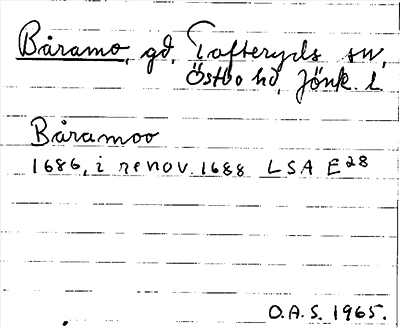 Båramo, gd, Tofteryds sn,
Östbo hd, Jönk. l
Båramoo
1686, i renov. 1688 LSA E28
O.A.S. 1965.